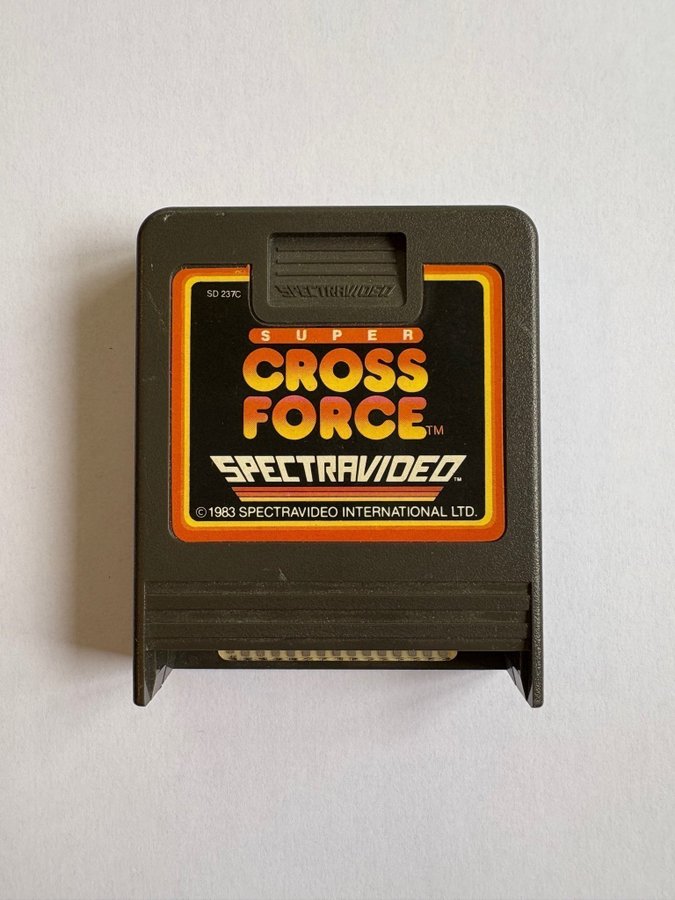 SPECTRAVIDEO
SD 237C
SUPER
CROSS
FORCE™
SPECTRAVIDEO™
© 1983 SPECTRAVIDEO INTERNATIONAL LTD.